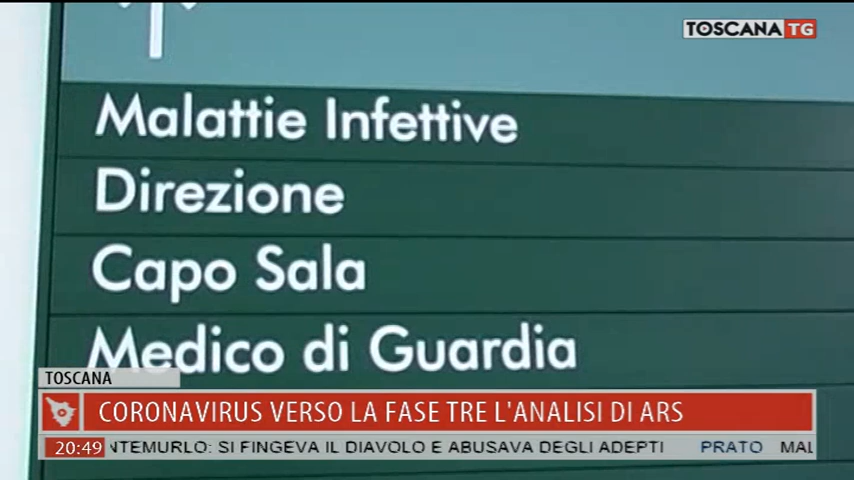 TOSCANA TG
Malattie Infettive
Direzione
Capo Sala
Medico di Guardia
TOSCANA
CORONAVIRUS VERSO LA FASE TRE L'ANALISI DI ARS
20:49 NTEMURLO: SI FINGEVA IL DIAVOLO E ABUSAVA DEGLI ADEPTI PRATO MAL